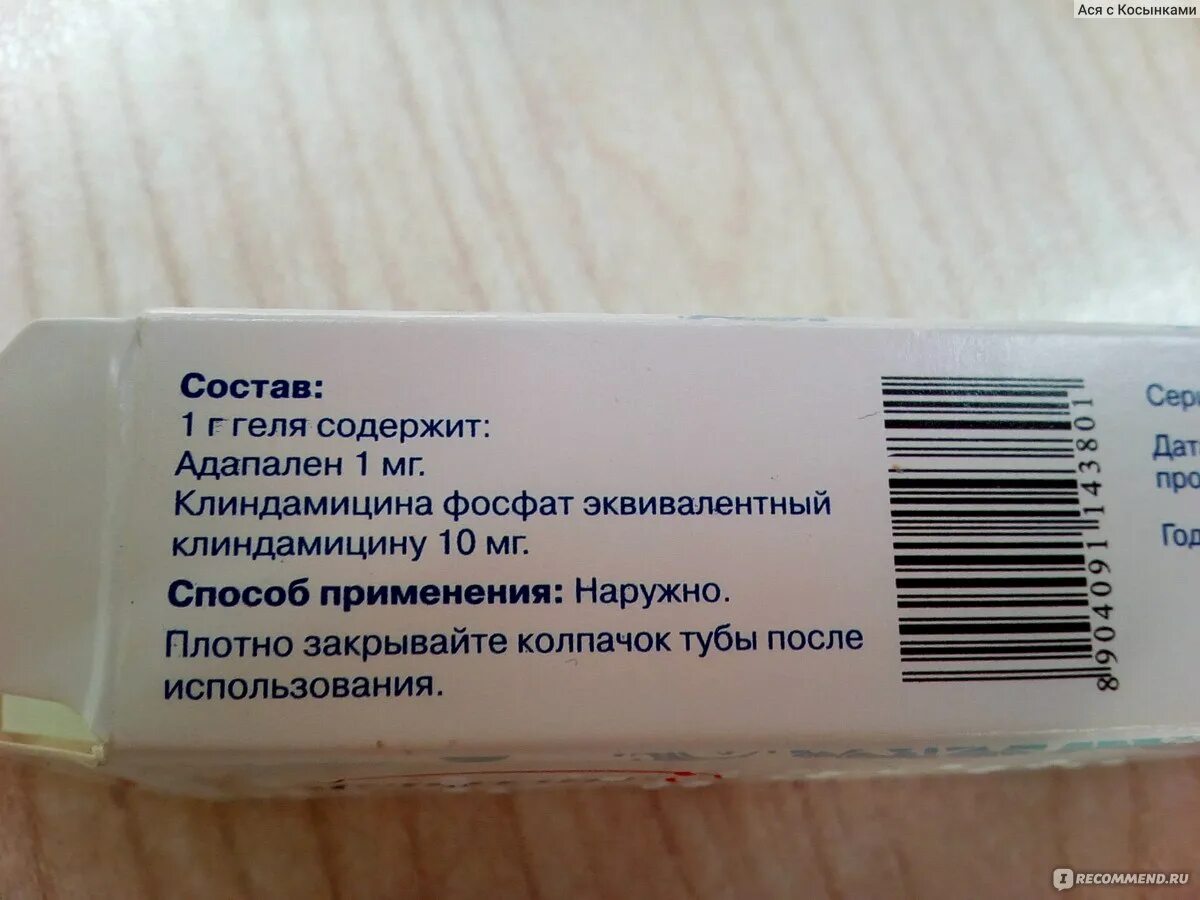 Ася с Косынками
Состав:
1 г геля содержит:
Адапален 1 мг.
Клиндамицина фосфат эквивалентный
клиндамицину 10 мг.
Способ применения: Наружно.
Плотно закрывайте колпачок тубы после
использования.
8904091143801
IRECOMMEND.RU